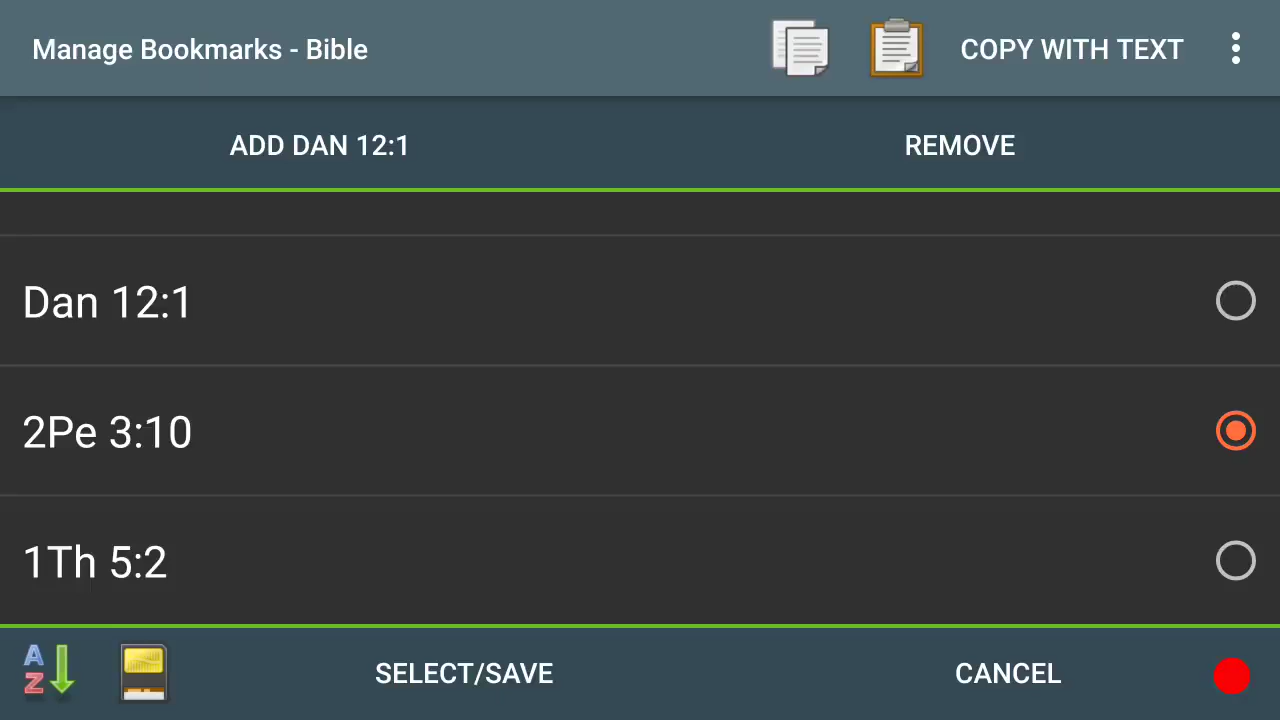 Manage Bookmarks - Bible
COPY WITH TEXT
ADD DAN 12:1
REMOVE
Dan 12:1
2Pe 3:10
1Th 5:2
A
Z
SELECT/SAVE
CANCEL